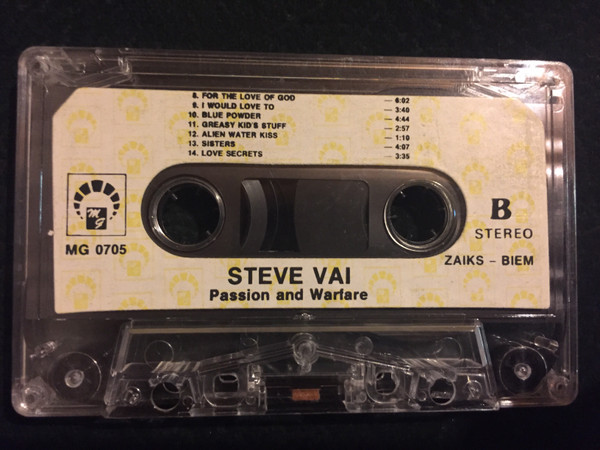 8. FOR THE LOVE OF GOD — 6:02
9. I WOULD LOVE TO — 3:40
10. BLUE POWDER — 4:44
11. GREASY KID'S STUFF — 2:57
12. ALIEN WATER KISS — 1:10
13. SISTERS — 4:07
14. LOVE SECRETS — 3:35
MG
B
STEREO
MG 0705
ZAIKS - BIEM
STEVE VAI
Passion and Warfare